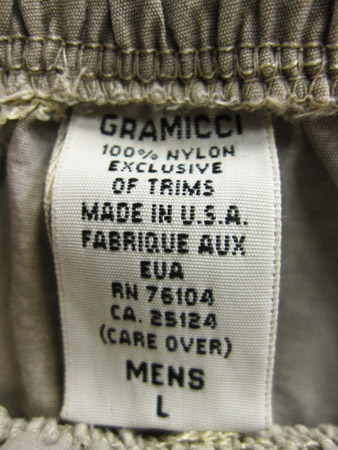 GRAMICCI
100% NYLON
EXCLUSIVE
OF TRIMS
MADE IN U.S.A.
FABRIQUE AUX
EUA
RN 76104
CA. 25124
(CARE OVER)
MENS
L